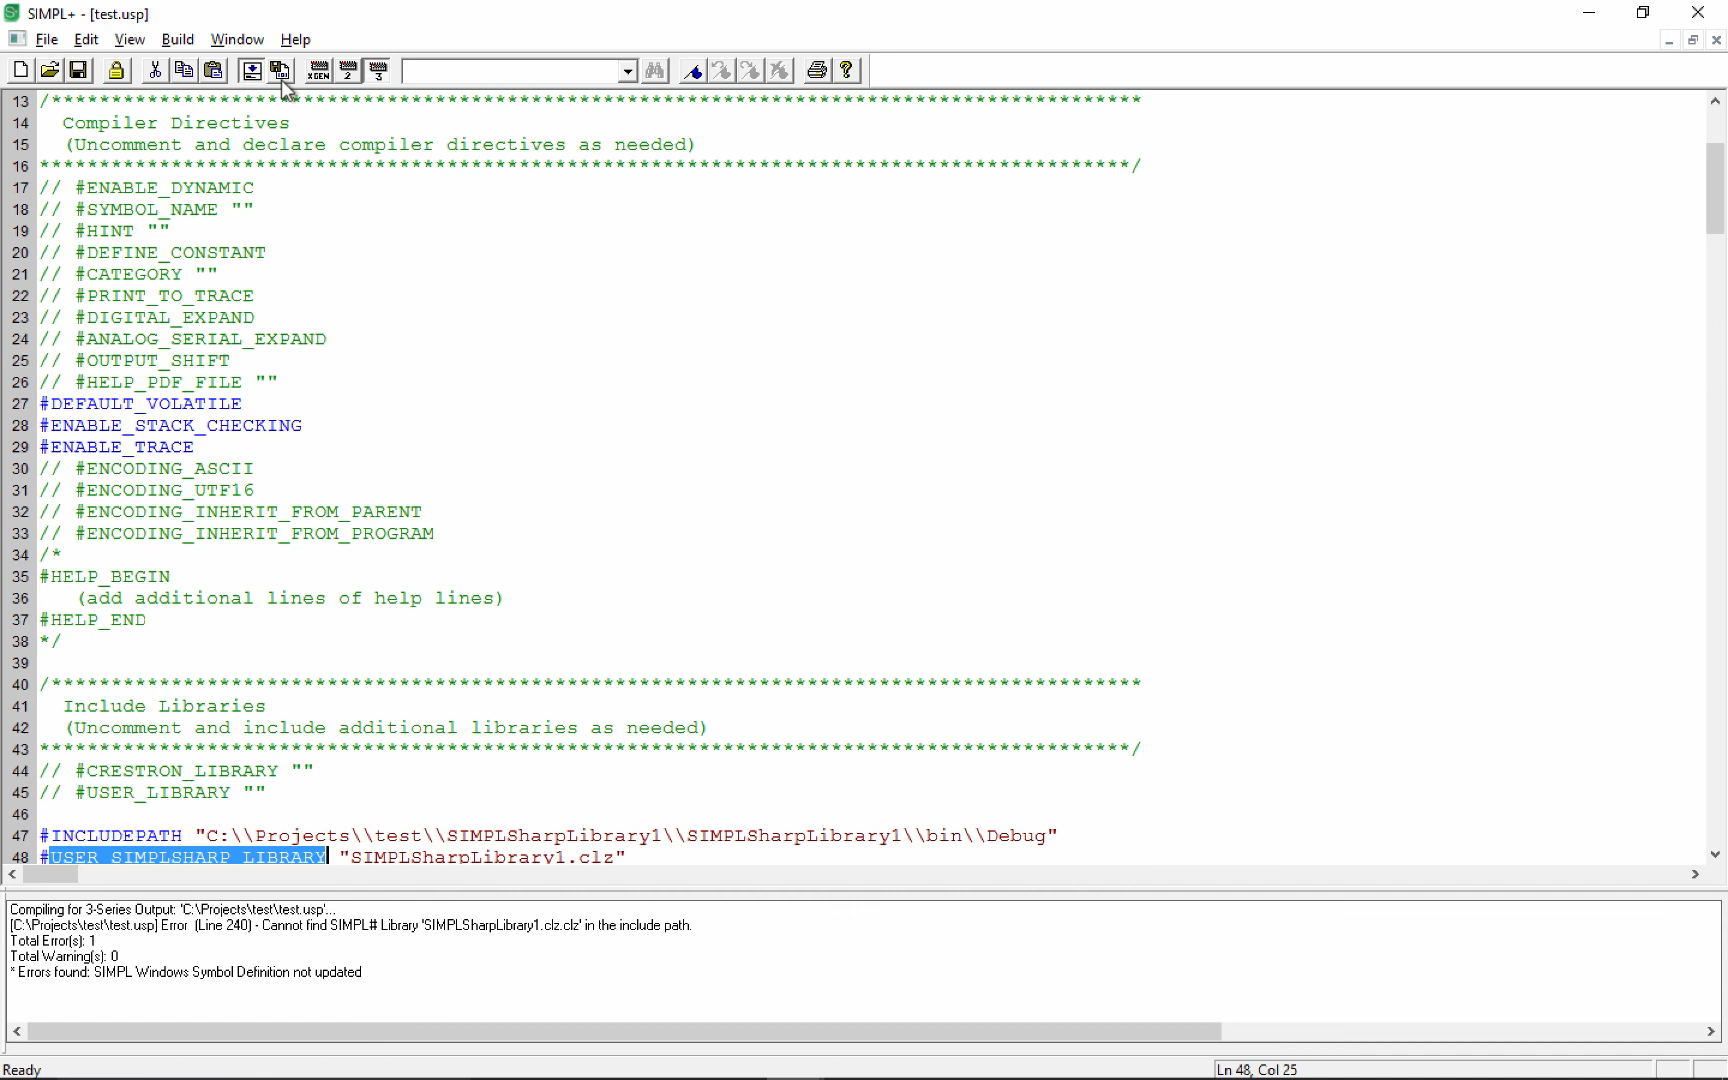 SIMPL+ - [test.usp]
File Edit View Build Window Help
XGEN 2 3
13 /*******************************************************************************************
14 Compiler Directives
15 (Uncomment and declare compiler directives as needed)
16 *******************************************************************************************/
17 // #ENABLE_DYNAMIC
18 // #SYMBOL_NAME ""
19 // #HINT ""
20 // #DEFINE_CONSTANT
21 // #CATEGORY ""
22 // #PRINT_TO_TRACE
23 // #DIGITAL_EXPAND
24 // #ANALOG_SERIAL_EXPAND
25 // #OUTPUT_SHIFT
26 // #HELP_PDF_FILE ""
27 #DEFAULT_VOLATILE
28 #ENABLE_STACK_CHECKING
29 #ENABLE_TRACE
30 // #ENCODING_ASCII
31 // #ENCODING_UTF16
32 // #ENCODING_INHERIT_FROM_PARENT
33 // #ENCODING_INHERIT_FROM_PROGRAM
34 /*
35 #HELP_BEGIN
36 (add additional lines of help lines)
37 #HELP_END
38 */
39
40 /*******************************************************************************************
41 Include Libraries
42 (Uncomment and include additional libraries as needed)
43 *******************************************************************************************/
44 // #CRESTRON_LIBRARY ""
45 // #USER_LIBRARY ""
46
47 #INCLUDEPATH "C:\\Projects\\test\\SIMPLSharpLibrary1\\SIMPLSharpLibrary1\\bin\\Debug"
48 #USER_SIMPLSHARP_LIBRARY "SIMPLSharpLibrary1.clz"
Compiling for 3-Series Output: 'C:\Projects\test\test.usp'...
[C:\Projects\test\test.usp] Error (Line 240) - Cannot find SIMPL# Library 'SIMPLSharpLibrary1.clz.clz' in the include path.
Total Error(s): 1
Total Warning(s): 0
* Errors found: SIMPL Windows Symbol Definition not updated
Ready Ln 48, Col 25